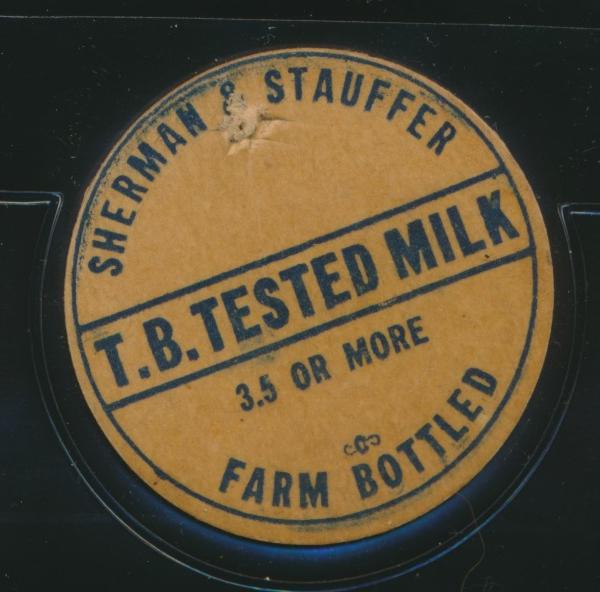 SHERMAN & STAUFFER
T.B. TESTED MILK
3.5 OR MORE
FARM BOTTLED